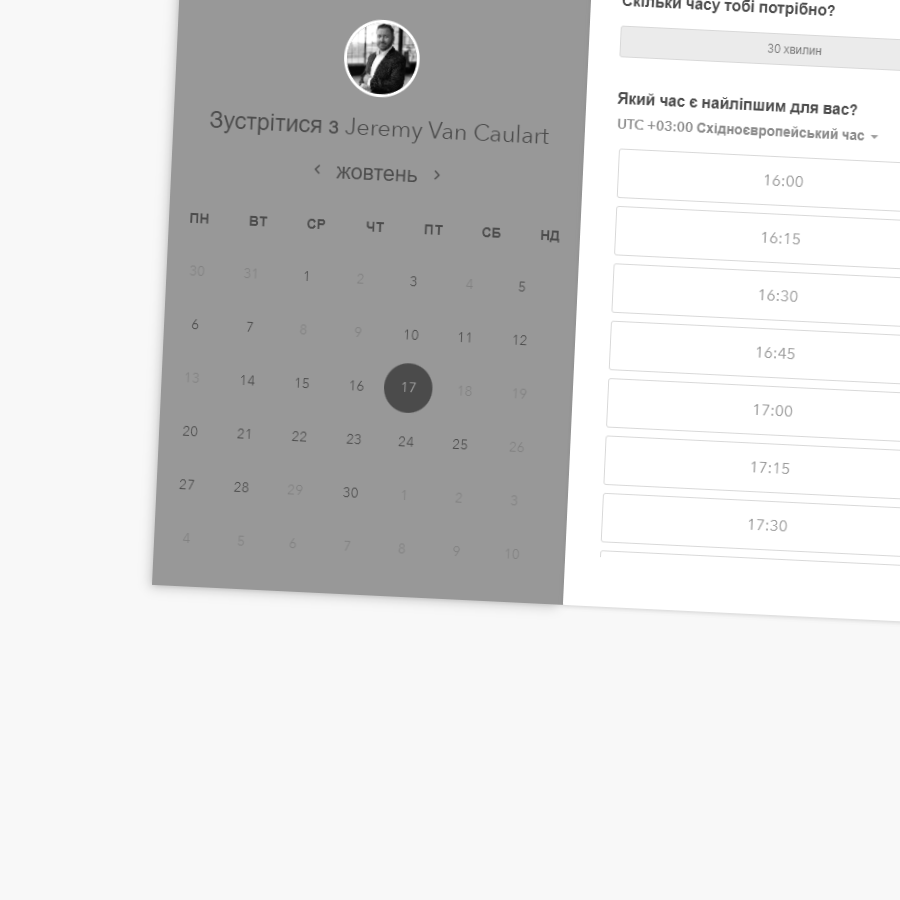 Зустрітися з Jeremy Van Caulart
‹ жовтень ›
ПН ВТ СР ЧТ ПТ СБ НД
30 31 1 2 3 4 5
6 7 8 9 10 11 12
13 14 15 16 17 18 19
20 21 22 23 24 25 26
27 28 29 30 1 2 3
4 5 6 7 8 9 10
Скільки часу тобі потрібно?
30 хвилин
Який час є найліпшим для вас?
UTC +03:00 Східноєвропейський час
16:00
16:15
16:30
16:45
17:00
17:15
17:30